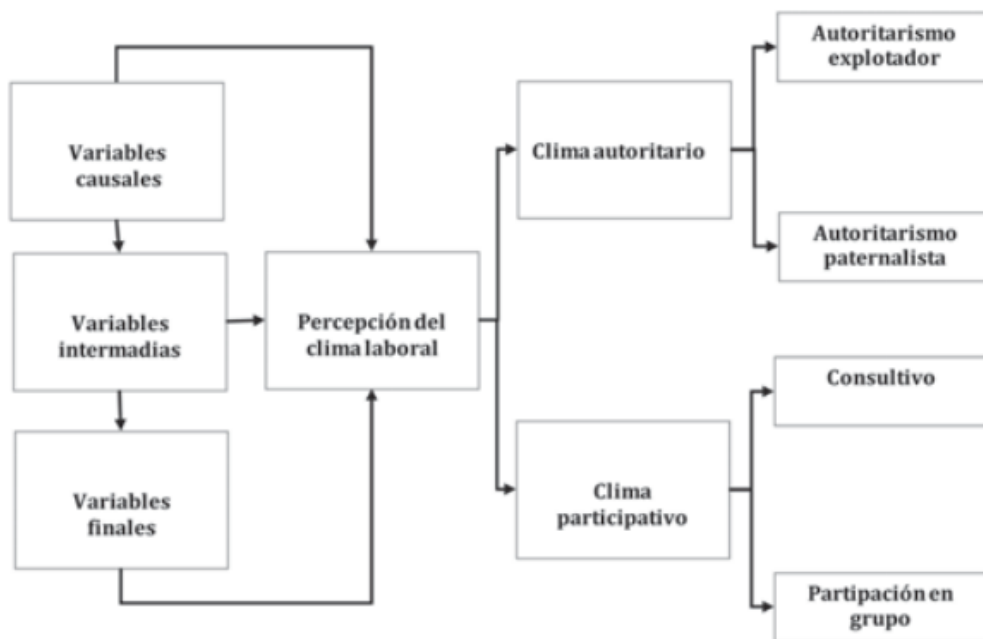 Variables
causales
Variables
intermadias
Variables
finales
Percepción del
clima laboral
Clima autoritario
Clima
participativo
Autoritarismo
explotador
Autoritarismo
paternalista
Consultivo
Partipación en
grupo